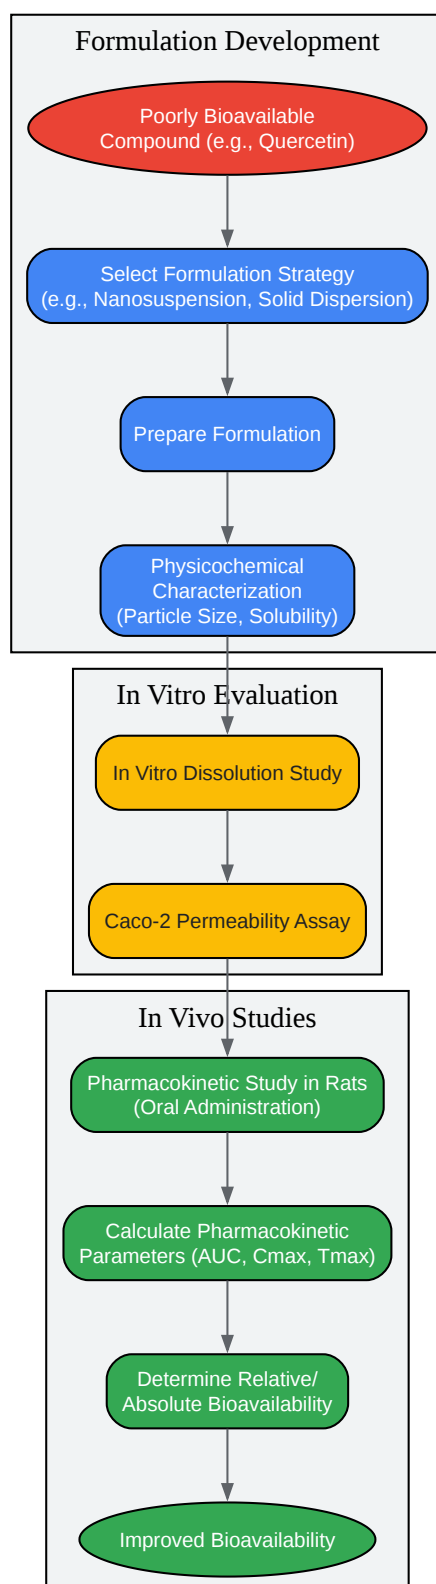 Formulation Development
Poorly Bioavailable
Compound (e.g., Quercetin)
Select Formulation Strategy
(e.g., Nanosuspension, Solid Dispersion)
Prepare Formulation
Physicochemical
Characterization
(Particle Size, Solubility)
In Vitro Evaluation
In Vitro Dissolution Study
Caco-2 Permeability Assay
In Vivo Studies
Pharmacokinetic Study in Rats
(Oral Administration)
Calculate Pharmacokinetic
Parameters (AUC, Cmax, Tmax)
Determine Relative/
Absolute Bioavailability
Improved Bioavailability